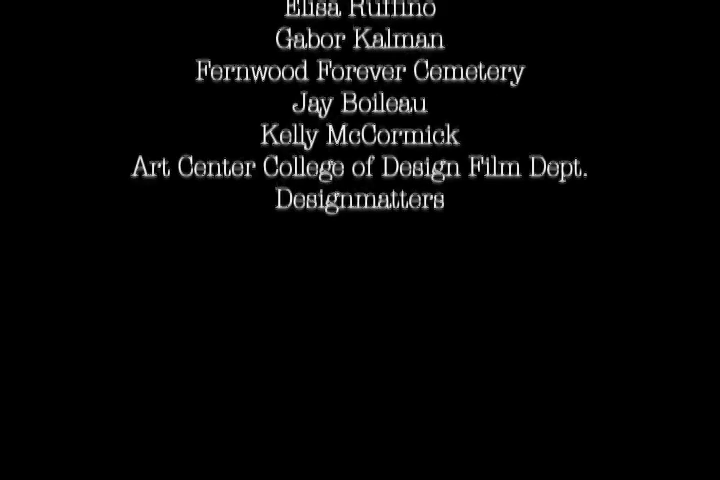 Elisa Ruffino
Gabor Kalman
Fernwood Forever Cemetery
Jay Boileau
Kelly McCormick
Art Center College of Design Film Dept.
Designmatters